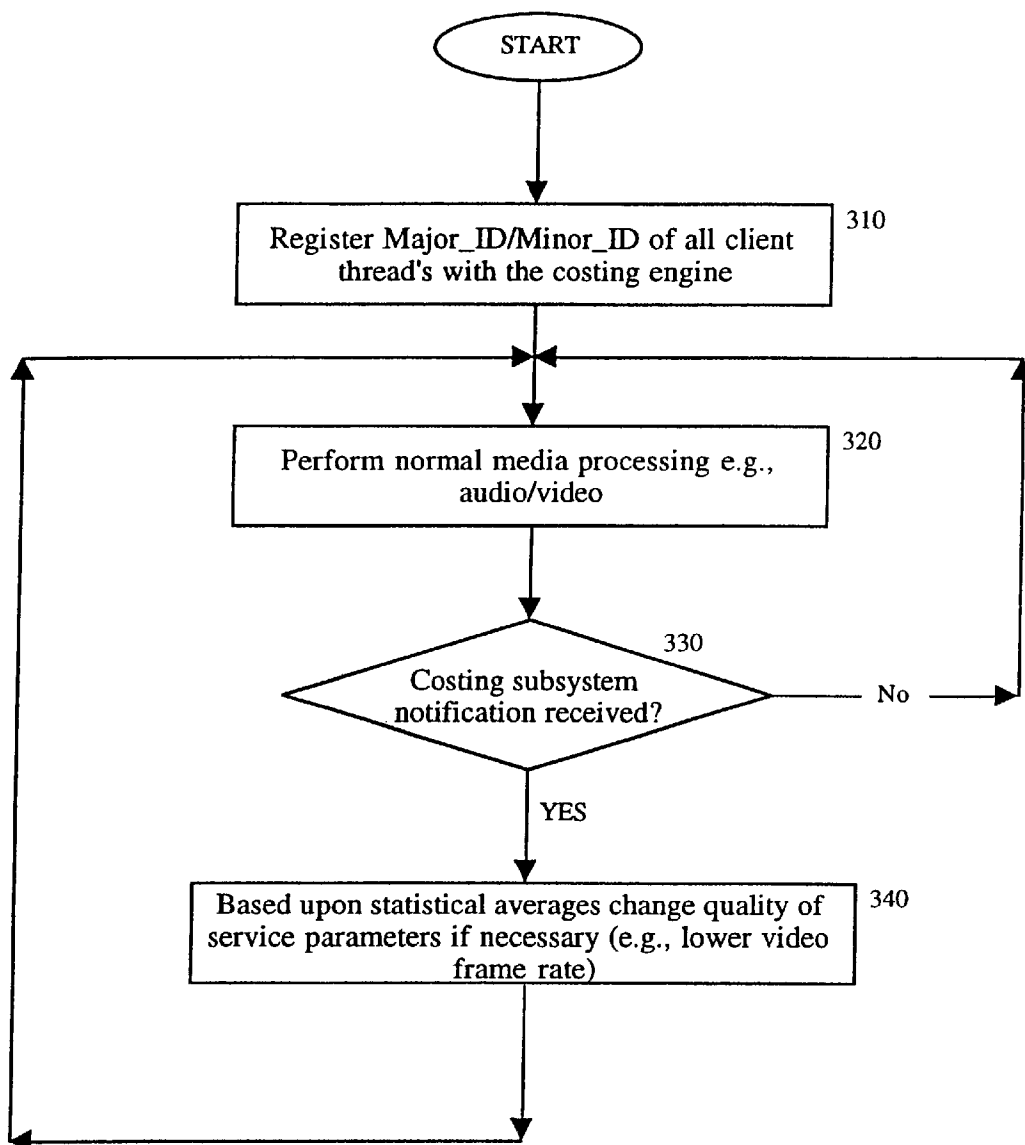 START
310
Register Major_ID/Minor_ID of all client
thread's with the costing engine
320
Perform normal media processing e.g.,
audio/video
330
Costing subsystem
notification received?
No
YES
340
Based upon statistical averages change quality of
service parameters if necessary (e.g., lower video
frame rate)